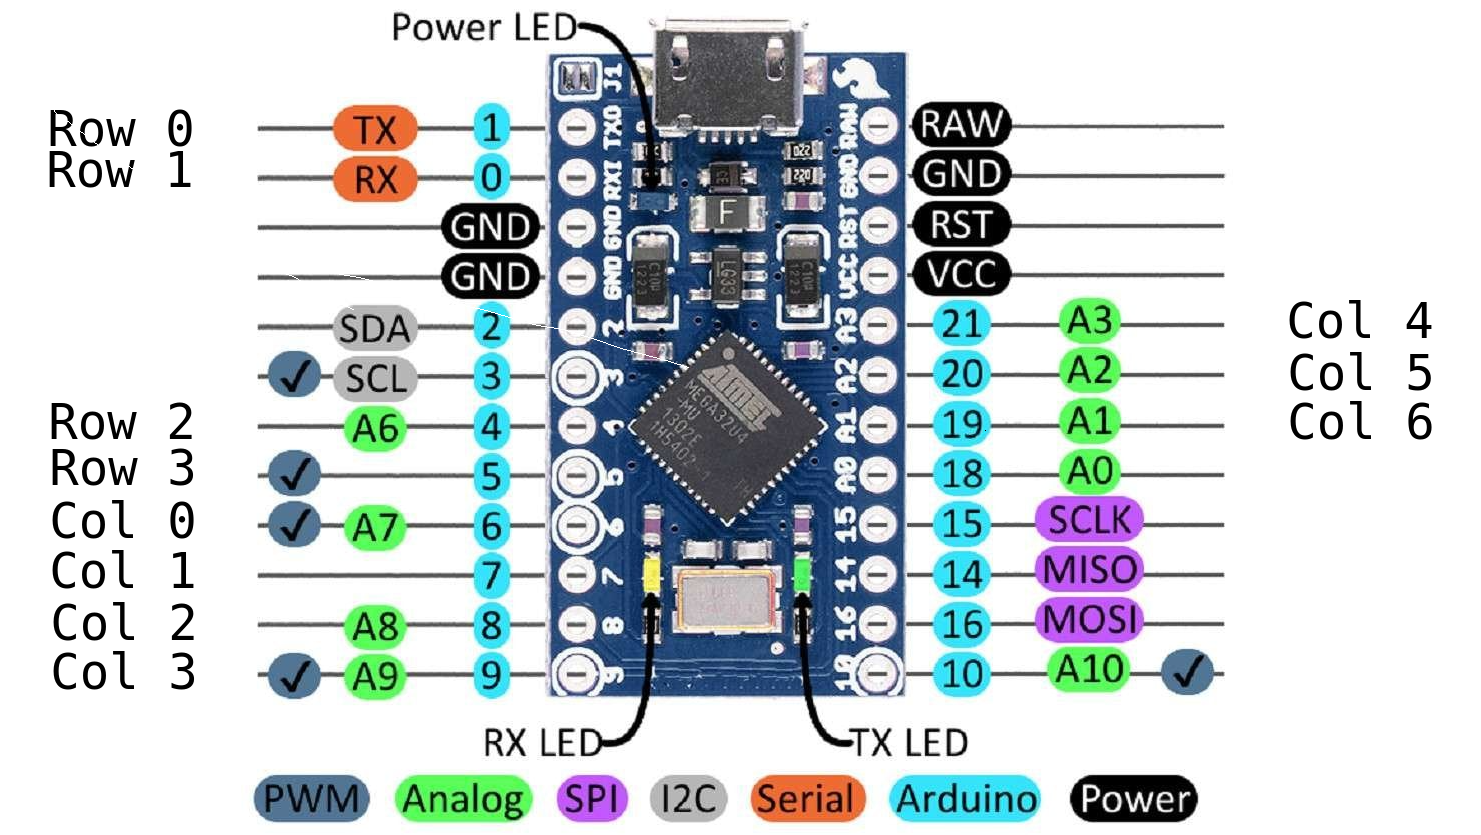 Power LED
J1
Row 0 TX 1 TXO RAW RAW
Row 1 RX 0 RXI GND GND
GND GND RST RST
GND GND VCC VCC
SDA 2 2 A3 21 A3 Col 4
SCL 3 3 A2 20 A2 Col 5
Row 2 A6 4 4 A1 19 A1 Col 6
Row 3 5 5 A0 18 A0
Col 0 A7 6 6 15 15 SCLK
Col 1 7 7 14 14 MISO
Col 2 A8 8 8 16 16 MOSI
Col 3 A9 9 9 10 10 A10
220
F
LG33
ATMEL
MEGA32U4
-MU
1302E
RX LED TX LED
PWM Analog SPI I2C Serial Arduino Power